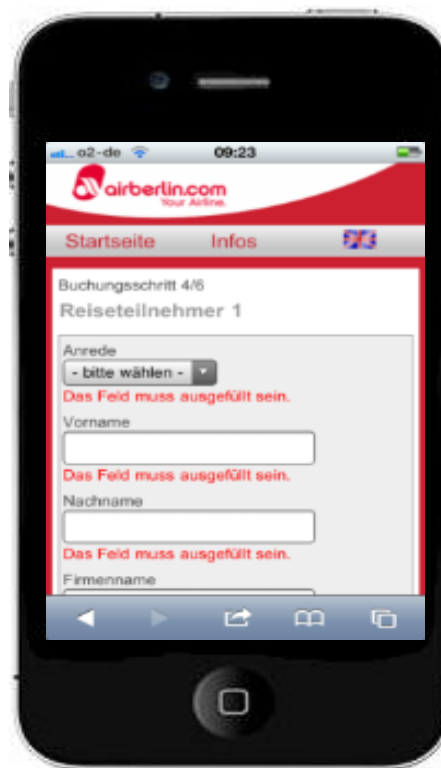 o2-de 09:23
airberlin.com
Your Airline.
Startseite Infos
Buchungsschritt 4/6
Reiseteilnehmer 1
Anrede
- bitte wählen -
Das Feld muss ausgefüllt sein.
Vorname
Das Feld muss ausgefüllt sein.
Nachname
Das Feld muss ausgefüllt sein.
Firmenname